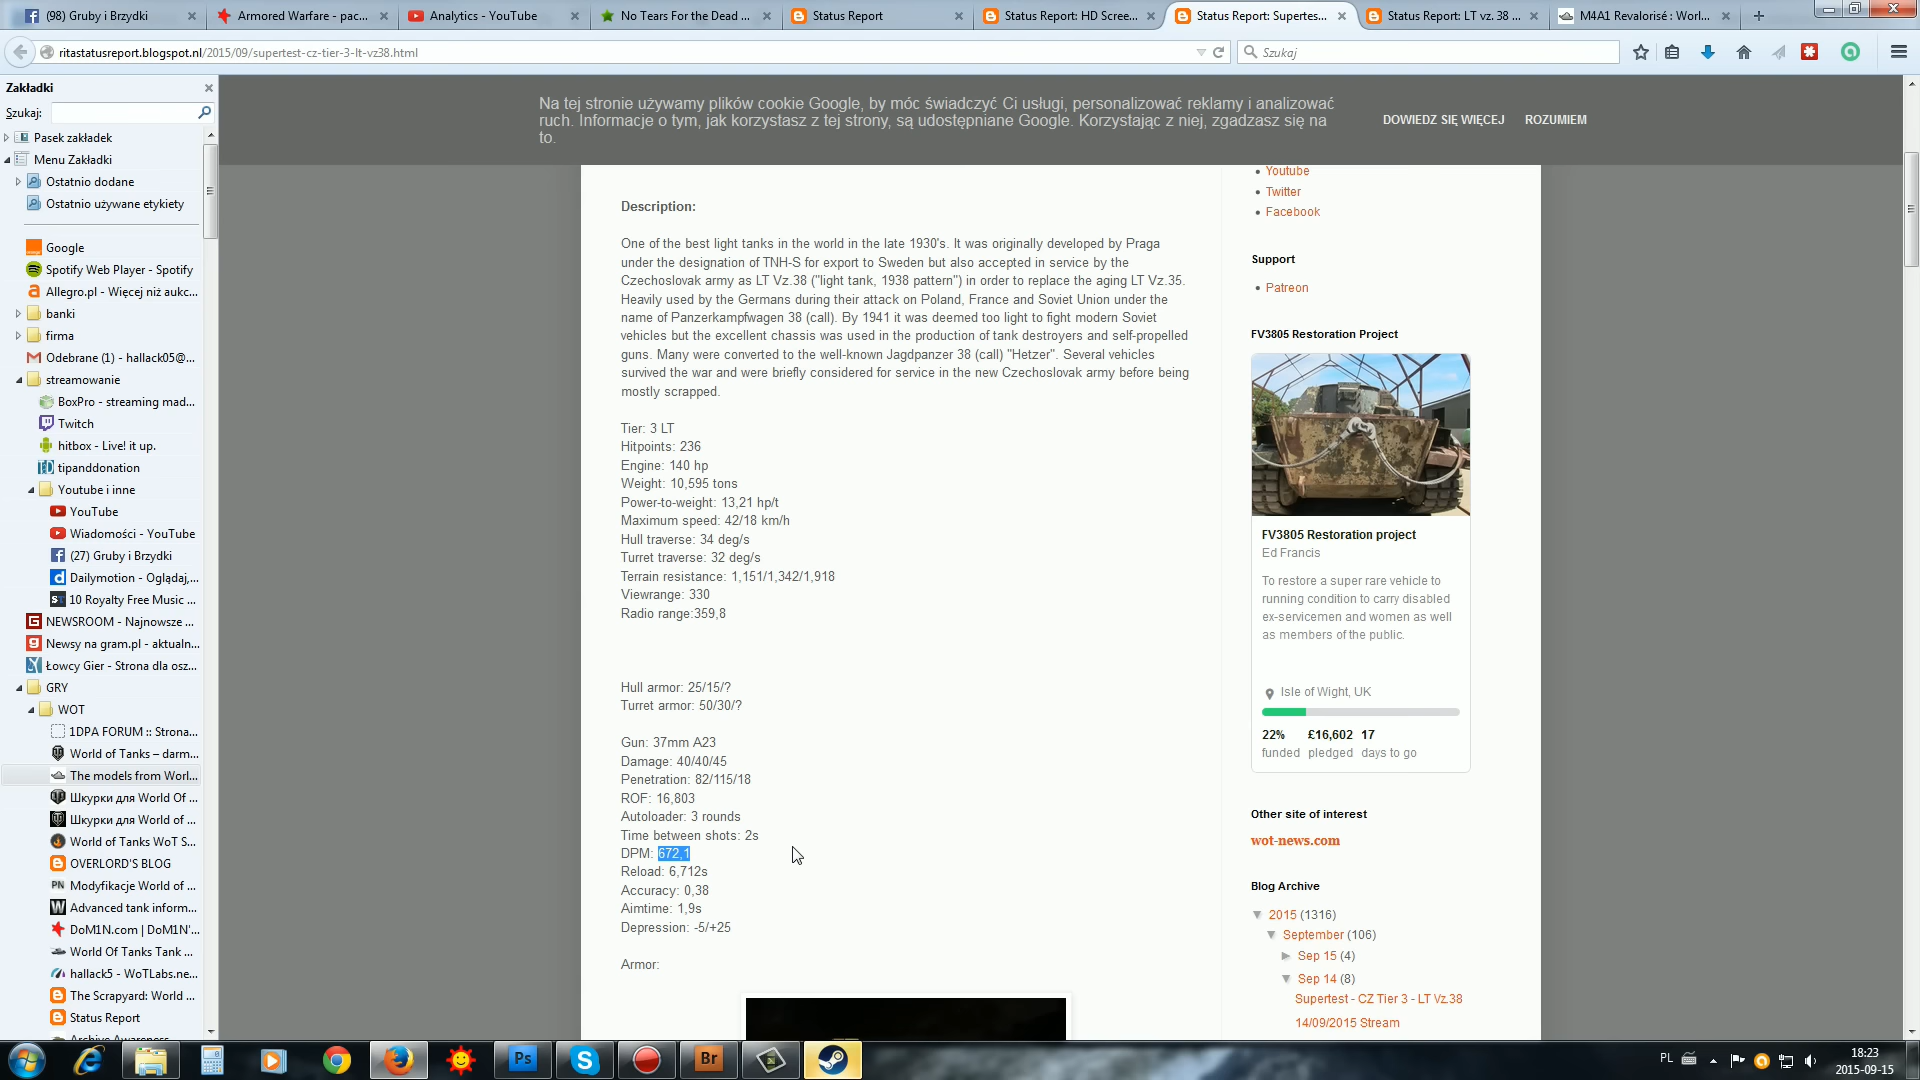 (98) Gruby i Brzydki
Armored Warfare - pac...
Analytics - YouTube
No Tears For the Dead ...
Status Report
Status Report: HD Scree...
Status Report: Supertes...
Status Report: LT vz. 38 ...
M4A1 Revalorisé : Worl...
ritastatusreport.blogspot.nl/2015/09/supertest-cz-tier-3-lt-vz38.html
Szukaj
Zakładki
Szukaj:
Pasek zakładek
Menu Zakładki
Ostatnio dodane
Ostatnio używane etykiety
Google
Spotify Web Player - Spotify
Allegro.pl - Więcej niż aukc...
banki
firma
Odebrane (1) - hallack05@...
streamowanie
BoxPro - streaming mad...
Twitch
hitbox - Live! it up.
tipanddonation
Youtube i inne
YouTube
Wiadomości - YouTube
(27) Gruby i Brzydki
Dailymotion - Oglądaj,...
10 Royalty Free Music ...
NEWSROOM - Najnowsze ...
Newsy na gram.pl - aktualn...
Łowcy Gier - Strona dla osz...
GRY
WOT
1DPA FORUM :: Strona...
World of Tanks – darm...
The models from Worl...
Шкурки для World Of ...
Шкурки для World of ...
World of Tanks WoT S...
OVERLORD'S BLOG
Modyfikacje World of ...
Advanced tank inform...
DoM1N.com | DoM1N'...
World Of Tanks Tank ...
hallack5 - WoTLabs.ne...
The Scrapyard: World ...
Status Report
Archive Awareness
Na tej stronie używamy plików cookie Google, by móc świadczyć Ci usługi, personalizować reklamy i analizować
ruch. Informacje o tym, jak korzystasz z tej strony, są udostępniane Google. Korzystając z niej, zgadzasz się na
to.
DOWIEDZ SIĘ WIĘCEJ
ROZUMIEM
Description:
One of the best light tanks in the world in the late 1930's. It was originally developed by Praga
under the designation of TNH-S for export to Sweden but also accepted in service by the
Czechoslovak army as LT Vz.38 ("light tank, 1938 pattern") in order to replace the aging LT Vz.35.
Heavily used by the Germans during their attack on Poland, France and Soviet Union under the
name of Panzerkampfwagen 38 (call). By 1941 it was deemed too light to fight modern Soviet
vehicles but the excellent chassis was used in the production of tank destroyers and self-propelled
guns. Many were converted to the well-known Jagdpanzer 38 (call) "Hetzer". Several vehicles
survived the war and were briefly considered for service in the new Czechoslovak army before being
mostly scrapped.
Tier: 3 LT
Hitpoints: 236
Engine: 140 hp
Weight: 10,595 tons
Power-to-weight: 13,21 hp/t
Maximum speed: 42/18 km/h
Hull traverse: 34 deg/s
Turret traverse: 32 deg/s
Terrain resistance: 1,151/1,342/1,918
Viewrange: 330
Radio range:359,8
Hull armor: 25/15/?
Turret armor: 50/30/?
Gun: 37mm A23
Damage: 40/40/45
Penetration: 82/115/18
ROF: 16,803
Autoloader: 3 rounds
Time between shots: 2s
DPM: 672,1
Reload: 6,712s
Accuracy: 0,38
Aimtime: 1,9s
Depression: -5/+25
Armor:
Youtube
Twitter
Facebook
Support
Patreon
FV3805 Restoration Project
FV3805 Restoration project
Ed Francis
To restore a super rare vehicle to
running condition to carry disabled
ex-servicemen and women as well
as members of the public.
Isle of Wight, UK
22% £16,602 17
funded pledged days to go
Other site of interest
wot-news.com
Blog Archive
2015 (1316)
September (106)
Sep 15 (4)
Sep 14 (8)
Supertest - CZ Tier 3 - LT Vz.38
14/09/2015 Stream
Ps
Br
PL
18:23
2015-09-15